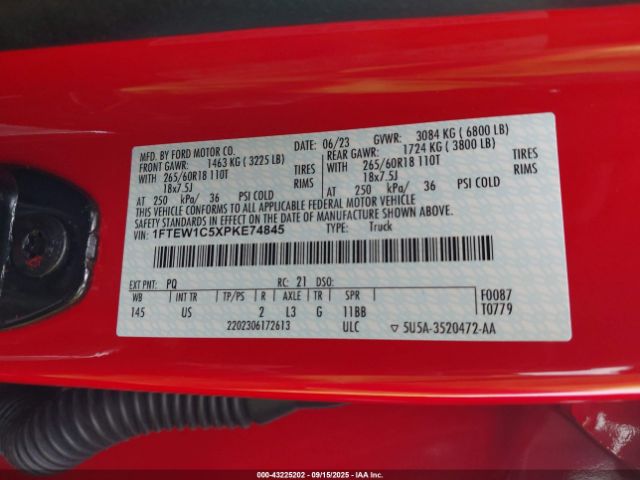 MFD. BY FORD MOTOR CO. DATE: 06/23 GVWR: 3084 KG ( 6800 LB)
FRONT GAWR: 1463 KG ( 3225 LB) REAR GAWR: 1724 KG ( 3800 LB)
WITH 265/60R18 110T TIRES WITH 265/60R18 110T TIRES
18x7.5J RIMS 18x7.5J RIMS
AT 250 kPa/ 36 PSI COLD AT 250 kPa/ 36 PSI COLD
THIS VEHICLE CONFORMS TO ALL APPLICABLE FEDERAL MOTOR VEHICLE
SAFETY STANDARDS IN EFFECT ON THE DATE OF MANUFACTURE SHOWN ABOVE.
VIN: 1FTEW1C5XPKE74845 TYPE: Truck
EXT PNT: PQ RC: 21 DSO:
WB INT TR TP/PS R AXLE TR SPR F0087
145 US 2 L3 G 11BB T0779
2202306172613 ULC ▽ 5U5A-3520472-AA
000-43225202 - 09/15/2025 - IAAI.COM